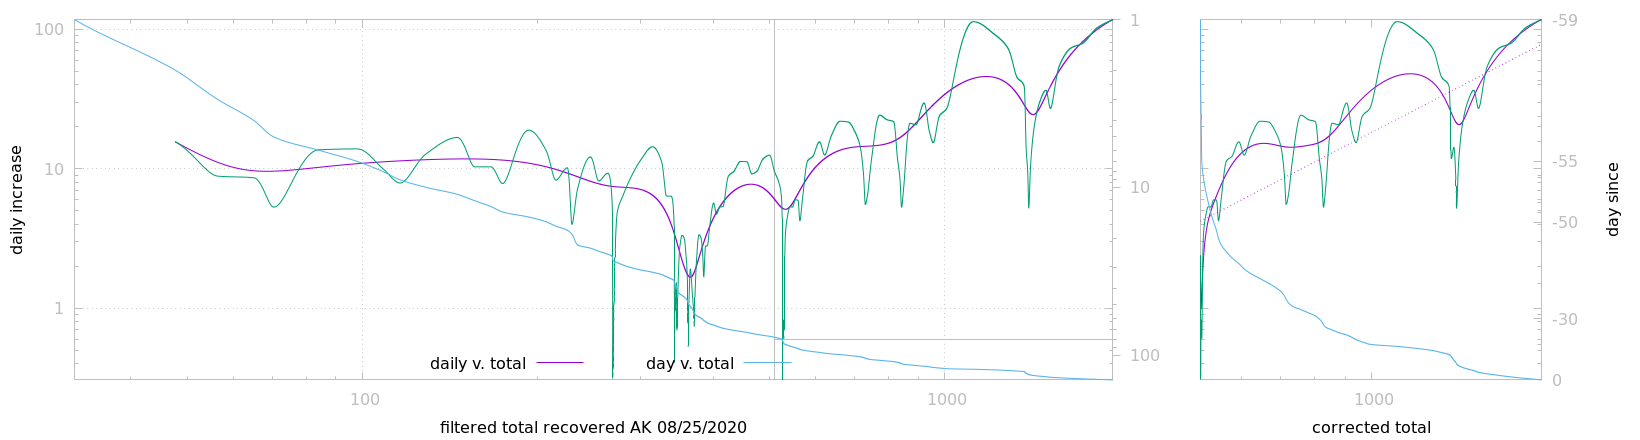 100
10
1
daily increase
1
10
100
daily v. total
day v. total
100
1000
filtered total recovered AK 08/25/2020
-59
-55
-50
-30
0
day since
1000
corrected total